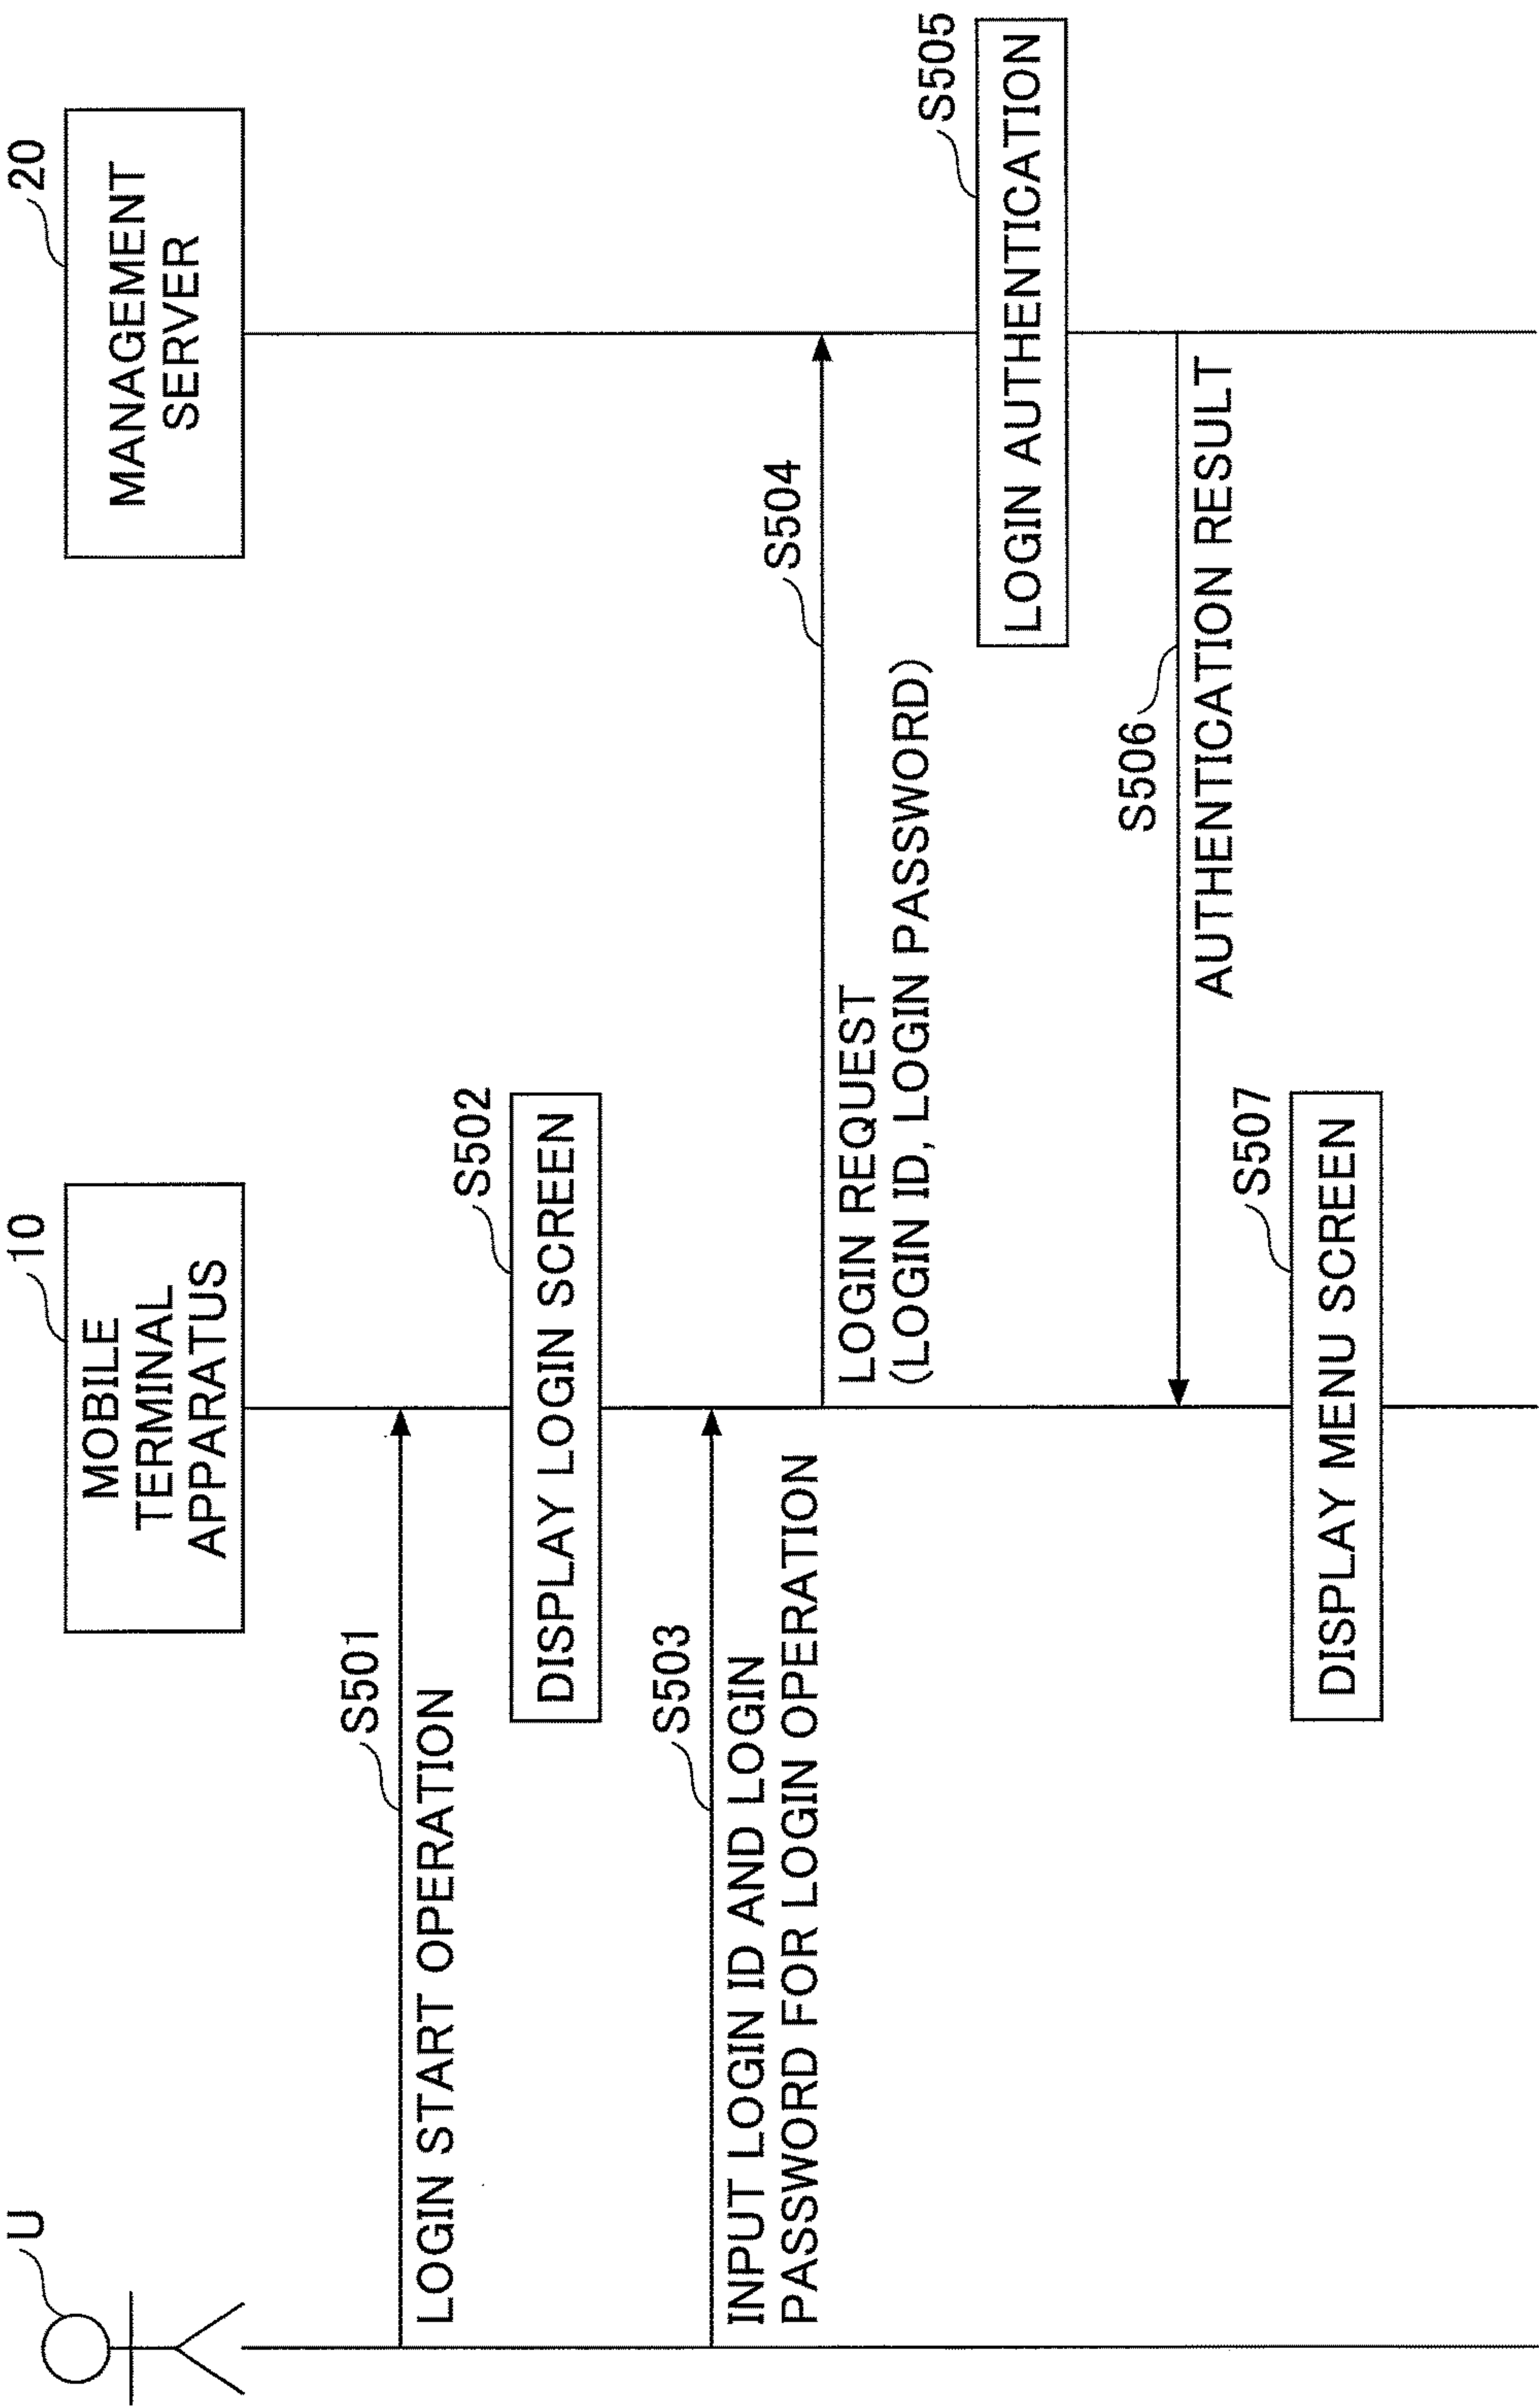 U
10
MOBILE
TERMINAL
APPARATUS
20
MANAGEMENT
SERVER
S501
LOGIN START OPERATION
S502
DISPLAY LOGIN SCREEN
S503
INPUT LOGIN ID AND LOGIN
PASSWORD FOR LOGIN OPERATION
S504
LOGIN REQUEST
(LOGIN ID, LOGIN PASSWORD)
S505
LOGIN AUTHENTICATION
S506
AUTHENTICATION RESULT
S507
DISPLAY MENU SCREEN